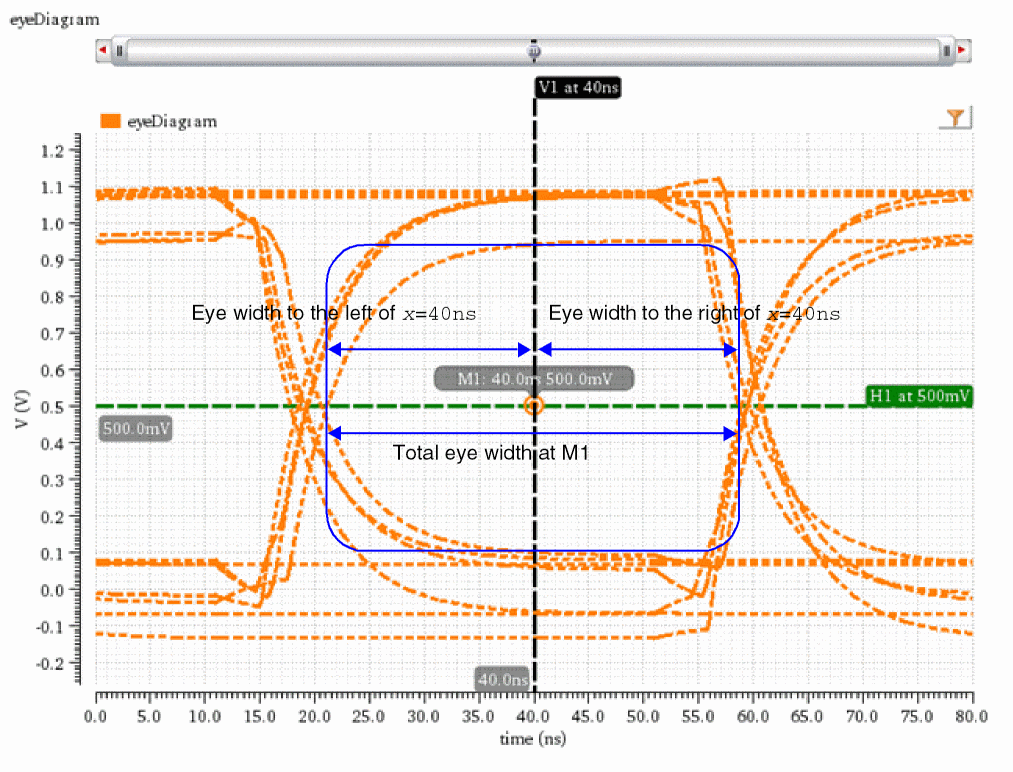 eyeDiagram
V1 at 40ns
eyeDiagram
1.2
1.1
1.0
0.9
0.8
Eye width to the left of x=40ns
Eye width to the right of x=40ns
0.7
0.6
M1: 40.0ns 500.0mV
H1 at 500mV
0.5
500.0mV
0.4
Total eye width at M1
0.3
0.2
0.1
0.0
-0.1
-0.2
V (V)
40.0ns
0.0 5.0 10.0 15.0 20.0 25.0 30.0 35.0 40.0 45.0 50.0 55.0 60.0 65.0 70.0 75.0 80.0
time (ns)